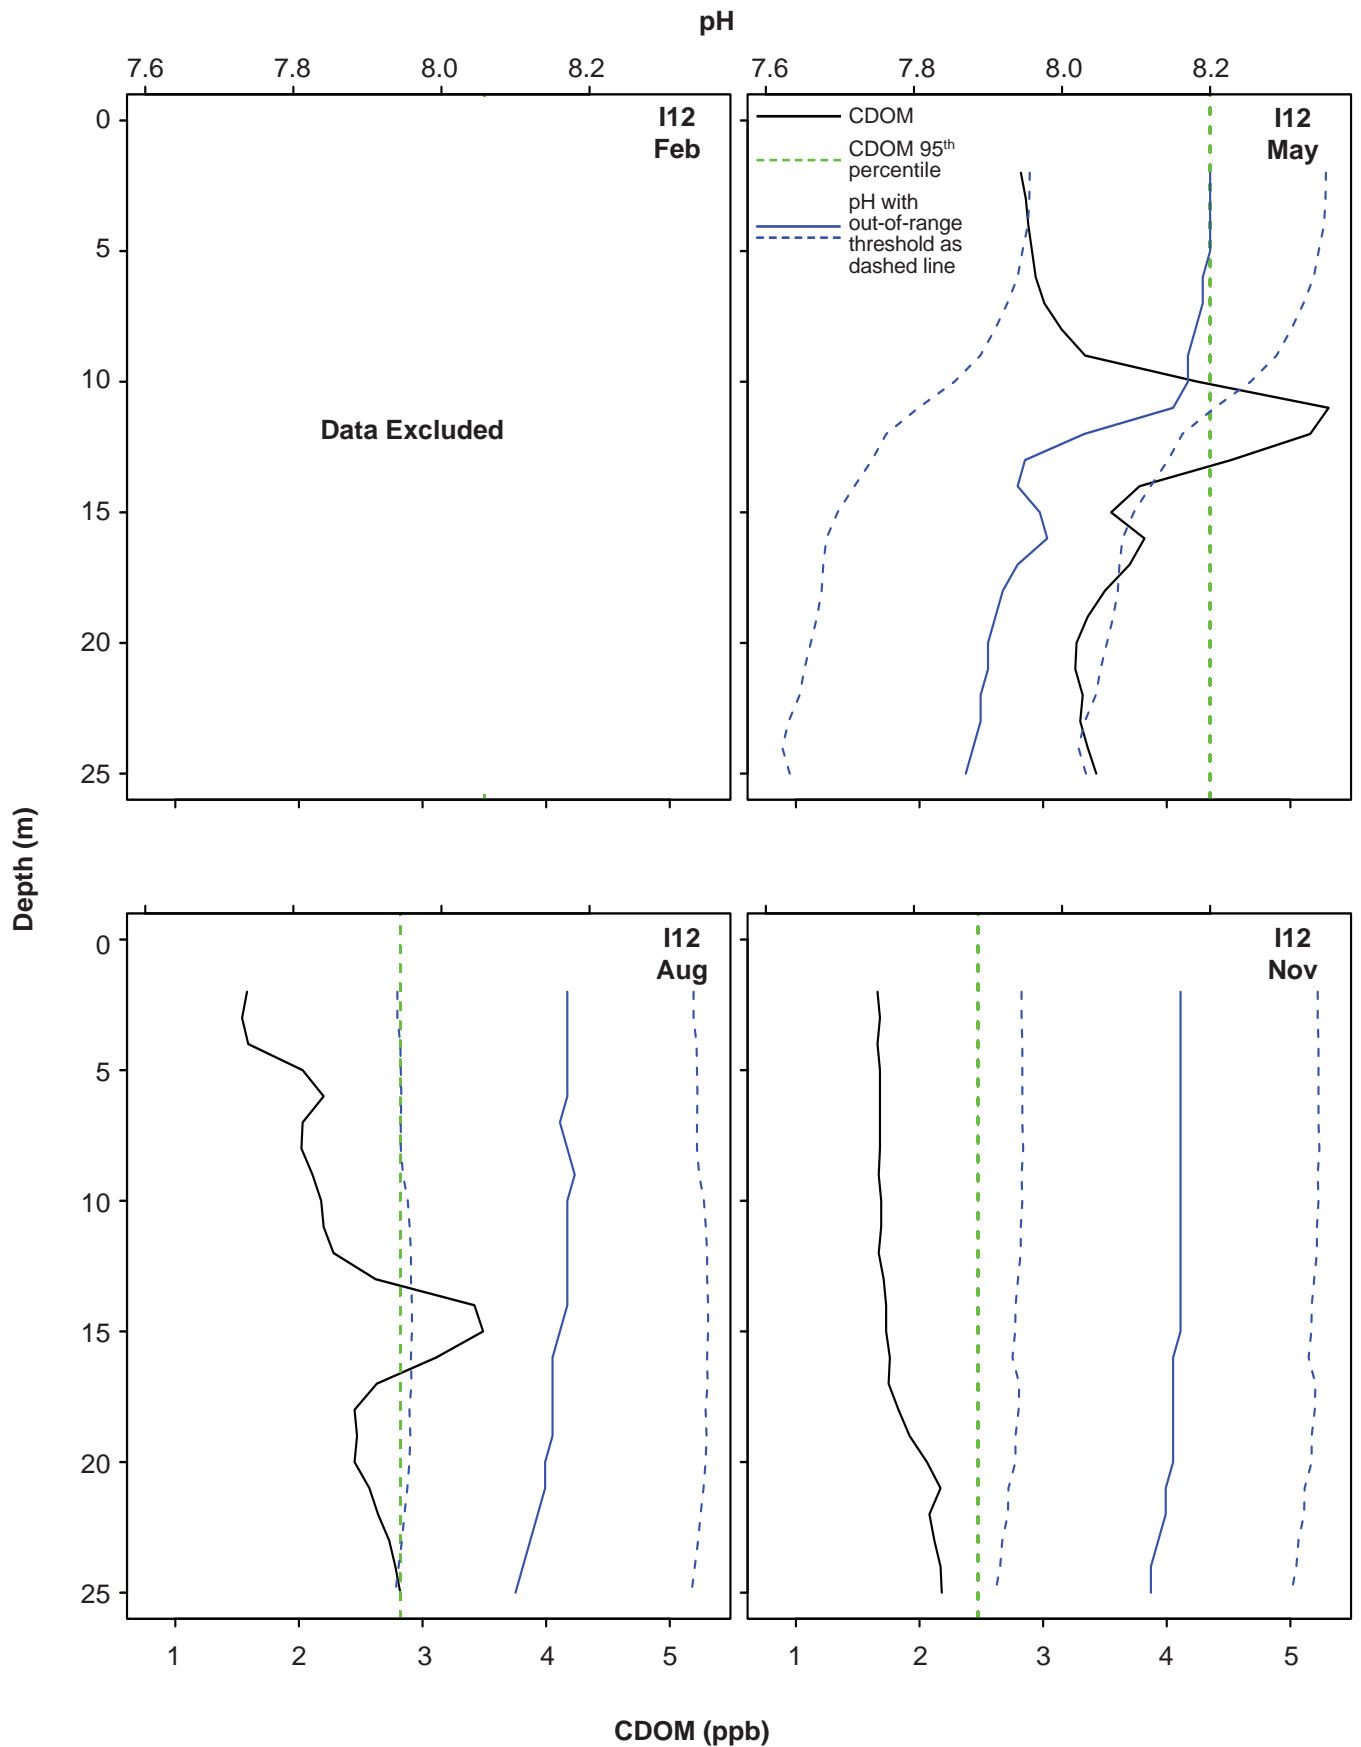 pH
7.6 7.8 8.0 8.2 7.6 7.8 8.0 8.2
0
5
10
15
20
25
I12
Feb
Data Excluded
CDOM
CDOM 95th
percentile
pH with
out-of-range
threshold as
dashed line
I12
May
Depth (m)
0
5
10
15
20
25
I12
Aug
I12
Nov
1 2 3 4 5 1 2 3 4 5
CDOM (ppb)